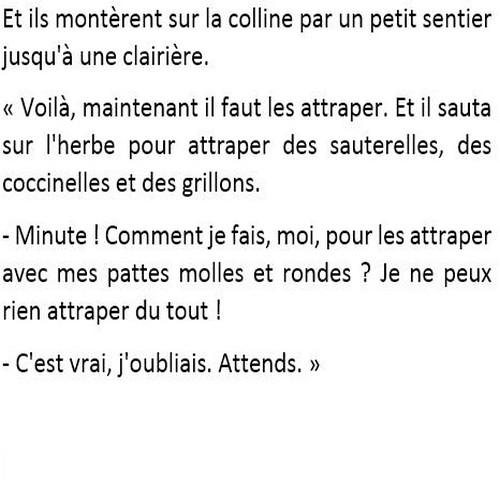 Et ils montèrent sur la colline par un petit sentier
jusqu'à une clairière.
« Voilà, maintenant il faut les attraper. Et il sauta
sur l'herbe pour attraper des sauterelles, des
coccinelles et des grillons.
- Minute ! Comment je fais, moi, pour les attraper
avec mes pattes molles et rondes ? Je ne peux
rien attraper du tout !
- C'est vrai, j'oubliais. Attends. »